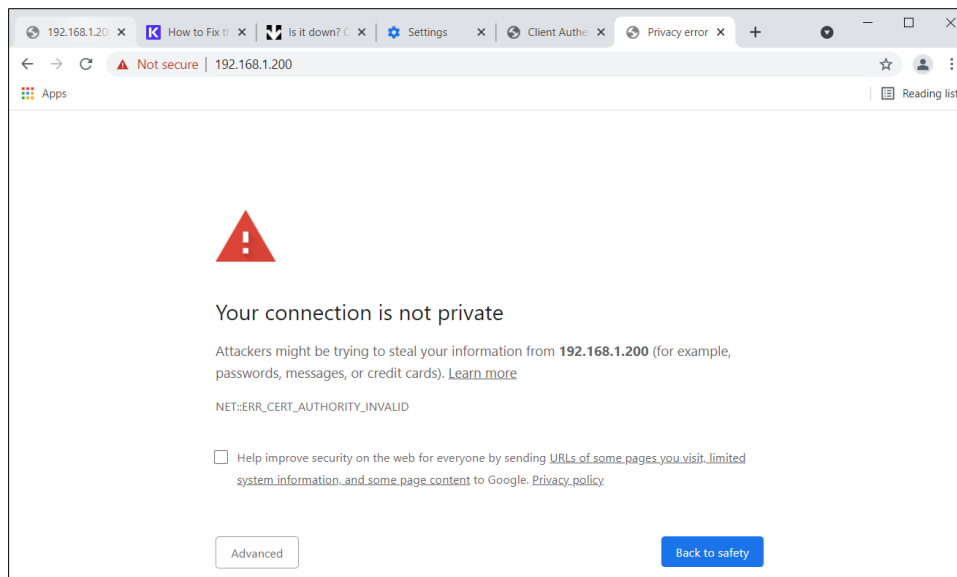 192.168.1.20
How to Fix th
Is it down? C
Settings
Client Authe
Privacy error
Not secure | 192.168.1.200
Apps
Reading list
Your connection is not private
Attackers might be trying to steal your information from 192.168.1.200 (for example,
passwords, messages, or credit cards). Learn more
NET::ERR_CERT_AUTHORITY_INVALID
Help improve security on the web for everyone by sending URLs of some pages you visit, limited
system information, and some page content to Google. Privacy policy
Advanced
Back to safety